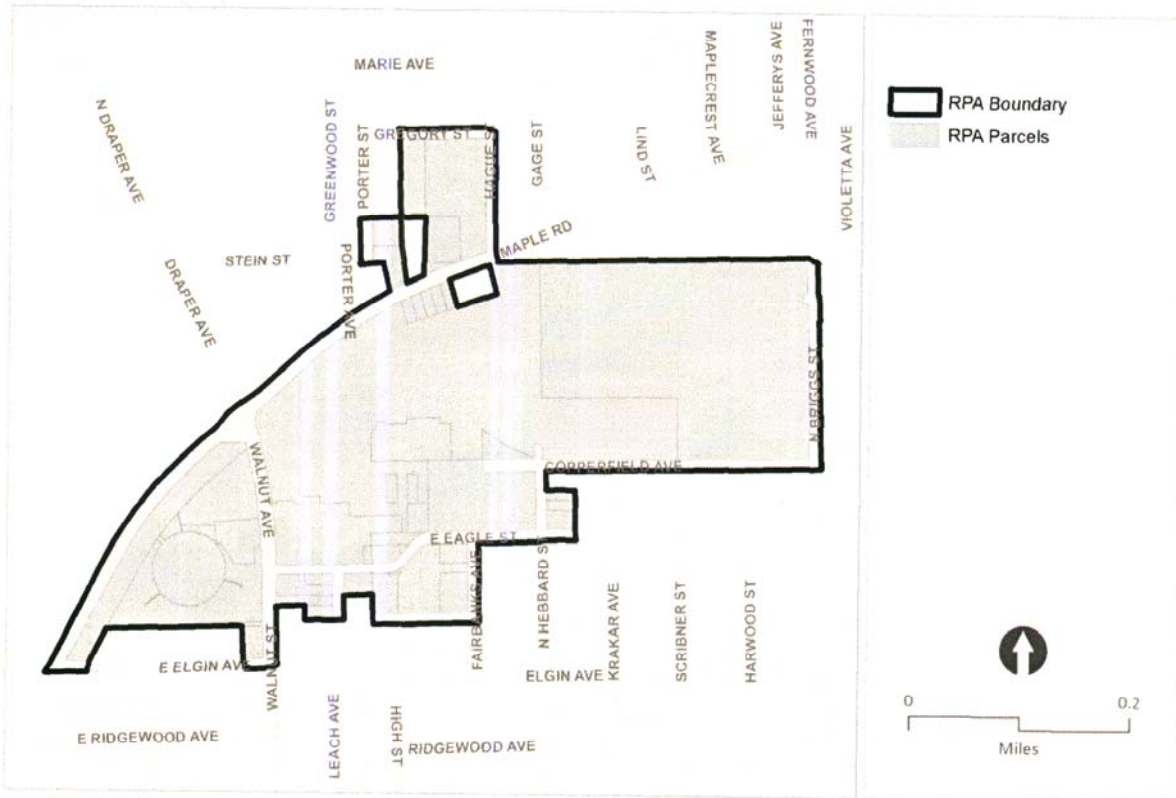 MARIE AVE
N DRAPER AVE
GREENWOOD ST
PORTER ST
GREGORY ST
HAGUE ST
GAGE ST
LIND ST
MAPLECREST AVE
JEFFERYS AVE
FERNWOOD AVE
VIOLETTA AVE
RPA Boundary
RPA Parcels
STEIN ST
DRAPER AVE
PORTER AVE
MAPLE RD
N BRIGGS ST
WALNUT AVE
COPPERFIELD AVE
E EAGLE ST
FAIRBANKS AVE
N HEBBARD ST
KRAKAR AVE
SCRIBNER ST
HARWOOD ST
E ELGIN AVE
WALNUT ST
ELGIN AVE
E RIDGEWOOD AVE
LEACH AVE
HIGH ST
RIDGEWOOD AVE
0 0.2
Miles